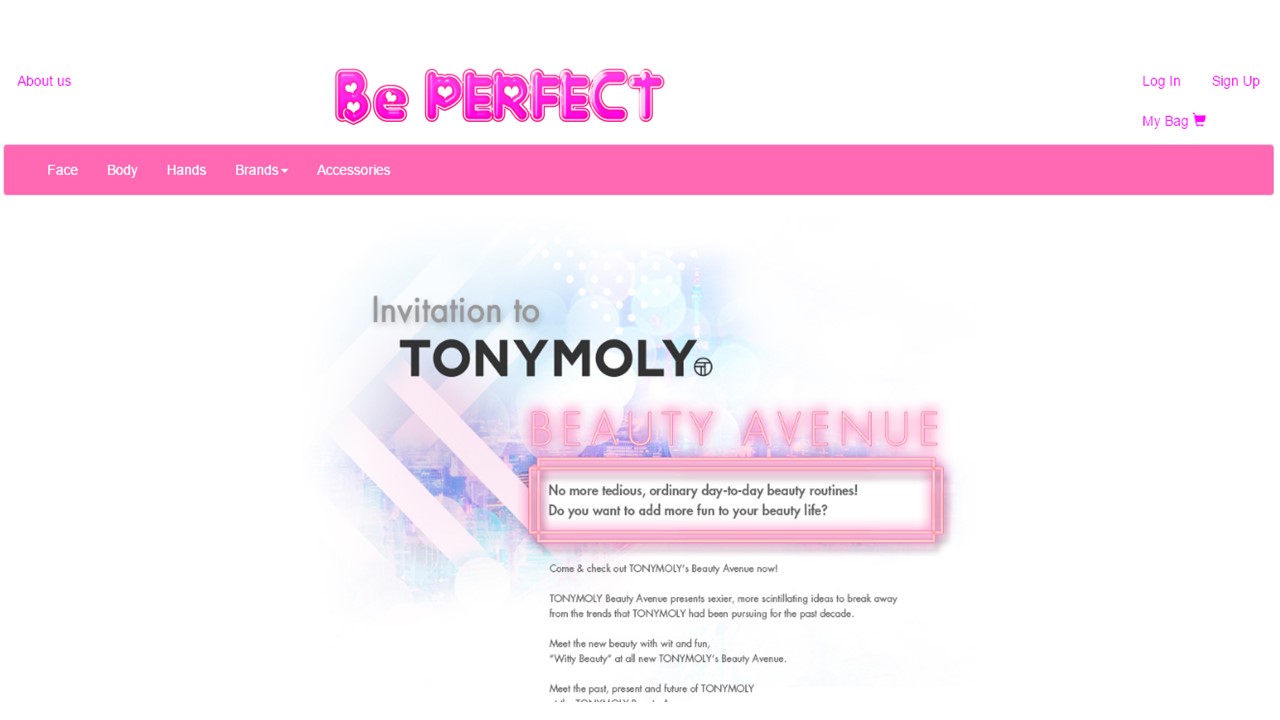 About us
Be PERFECT
Log In
Sign Up
My Bag
Face
Body
Hands
Brands
Accessories
Invitation to
TONYMOLY
BEAUTY AVENUE
No more tedious, ordinary day-to-day beauty routines!
Do you want to add more fun to your beauty life?
Come & check out TONYMOLY's Beauty Avenue now!
TONYMOLY Beauty Avenue presents sexier, more scintillating ideas to break away
from the trends that TONYMOLY had been pursuing for the past decade.
Meet the new beauty with wit and fun,
“Witty Beauty” at all new TONYMOLY's Beauty Avenue.
Meet the past, present and future of TONYMOLY